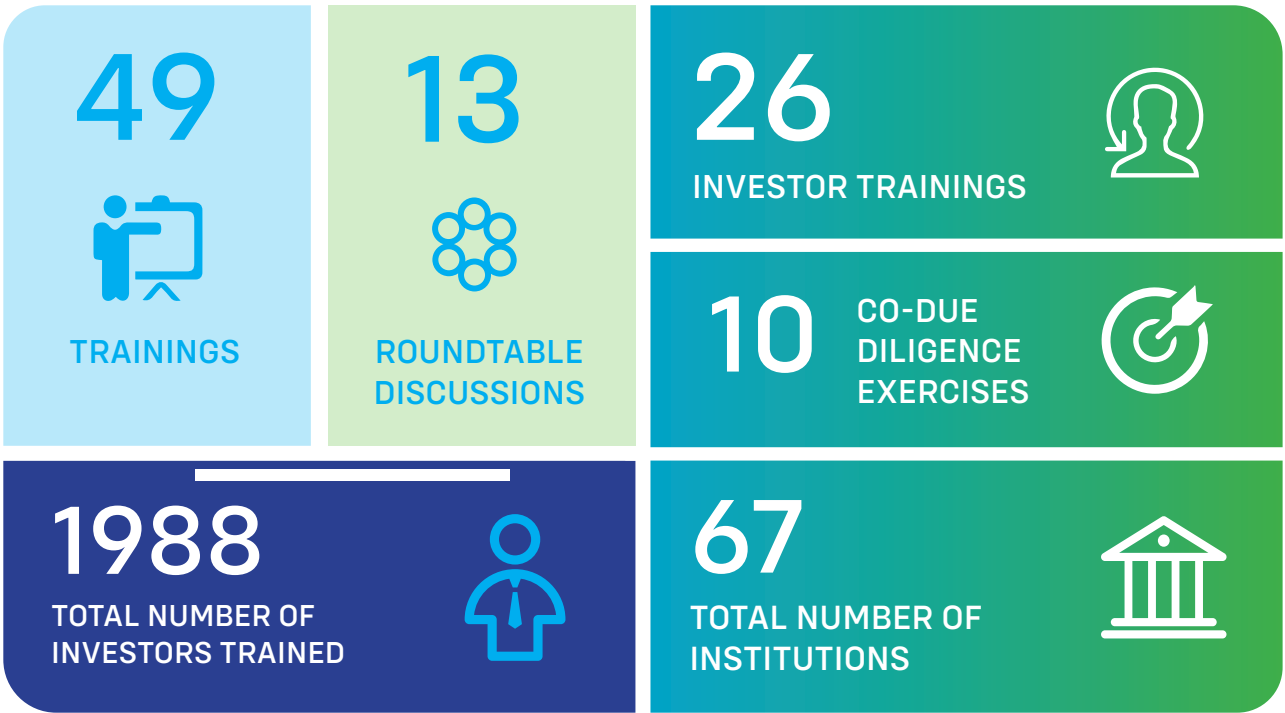 49
TRAININGS
13
ROUNDTABLE
DISCUSSIONS
26
INVESTOR TRAININGS
10
CO-DUE
DILIGENCE
EXERCISES
1988
TOTAL NUMBER OF
INVESTORS TRAINED
67
TOTAL NUMBER OF
INSTITUTIONS